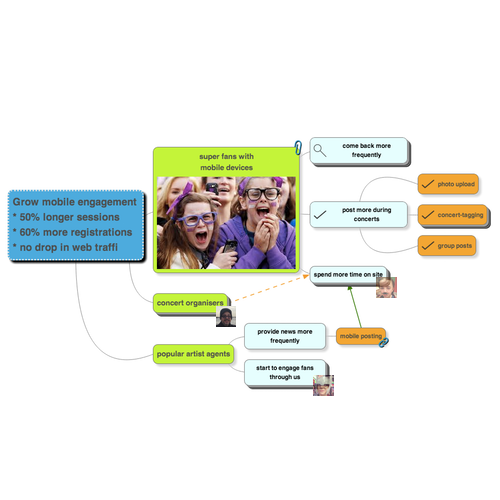 Grow mobile engagement
* 50% longer sessions
* 60% more registrations
* no drop in web traffi
super fans with
mobile devices
come back more
frequently
post more during
concerts
photo upload
concert-tagging
group posts
spend more time on site
concert organisers
popular artist agents
provide news more
frequently
mobile posting
start to engage fans
through us